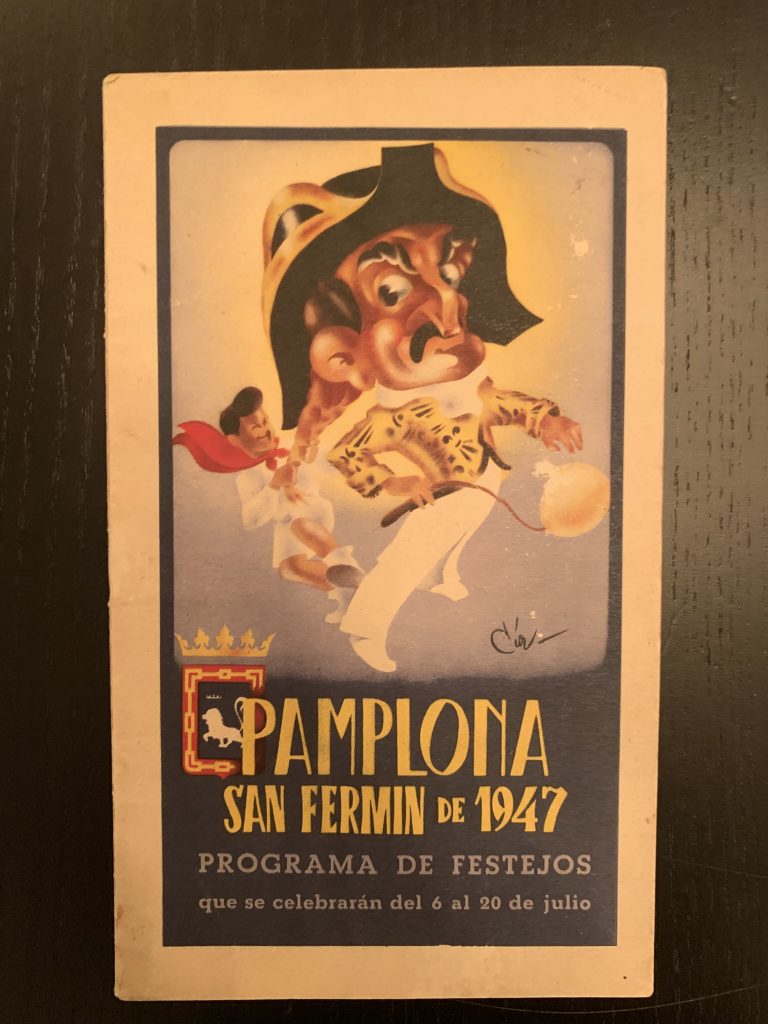 PAMPLONA
SAN FERMIN DE 1947
PROGRAMA DE FESTEJOS
que se celebrarán del 6 al 20 de julio